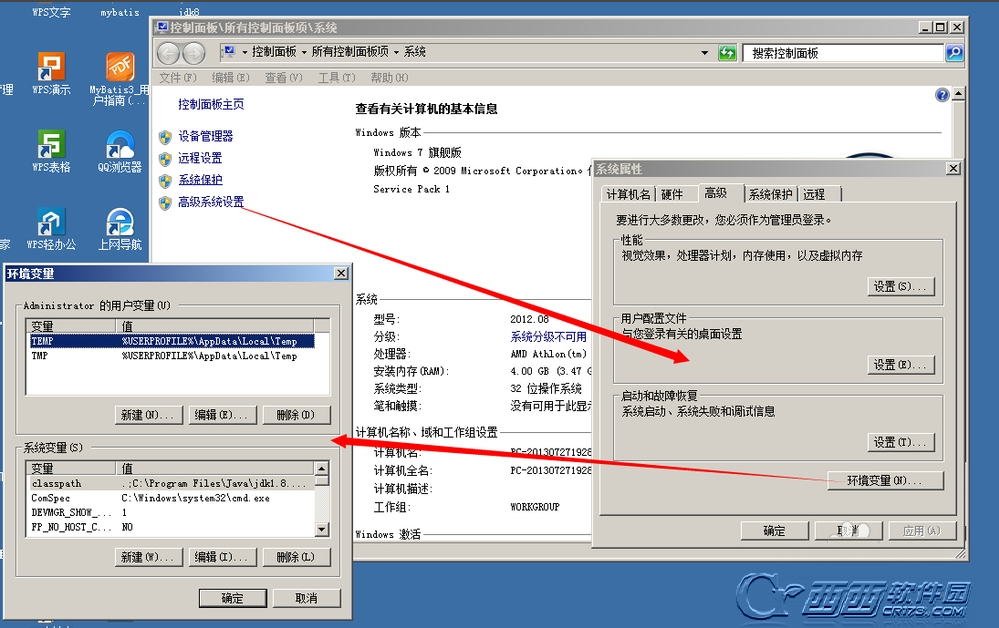 WPS文字
mybatis
jdk8
理
WPS演示
MyBatis3_用
户指南(...
WPS表格
QQ浏览器
家
WPS轻办公
上网导航
控制面板\所有控制面板项\系统
控制面板 所有控制面板项 系统
搜索控制面板
文件(F) 编辑(E) 查看(V) 工具(T) 帮助(H)
控制面板主页
设备管理器
远程设置
系统保护
高级系统设置
查看有关计算机的基本信息
Windows 版本
Windows 7 旗舰版
版权所有 © 2009 Microsoft Corporation。
Service Pack 1
系统
型号: 2012.08
分级: 系统分级不可用
处理器: AMD Athlon(tm)
安装内存(RAM): 4.00 GB (3.47 G
系统类型: 32 位操作系统
笔和触摸: 没有可用于此显示
计算机名称、域和工作组设置
计算机名: PC-201307271928
计算机全名: PC-201307271928
计算机描述:
工作组: WORKGROUP
Windows 激活
系统属性
计算机名 硬件 高级 系统保护 远程
要进行大多数更改，您必须作为管理员登录。
性能
视觉效果，处理器计划，内存使用，以及虚拟内存
设置(S)...
用户配置文件
与您登录有关的桌面设置
设置(E)...
启动和故障恢复
系统启动、系统失败和调试信息
设置(T)...
环境变量(N)...
确定 取消 应用(A)
环境变量
Administrator 的用户变量(U)
变量 值
TEMP %USERPROFILE%\AppData\Local\Temp
TMP %USERPROFILE%\AppData\Local\Temp
新建(N)... 编辑(E)... 删除(D)
系统变量(S)
变量 值
classpath .;C:\Program Files\Java\jdk1.8....
ComSpec C:\Windows\system32\cmd.exe
DEVMGR_SHOW_... 1
FP_NO_HOST_C... NO
新建(W)... 编辑(I)... 删除(L)
确定 取消
西西软件园
CR173.COM